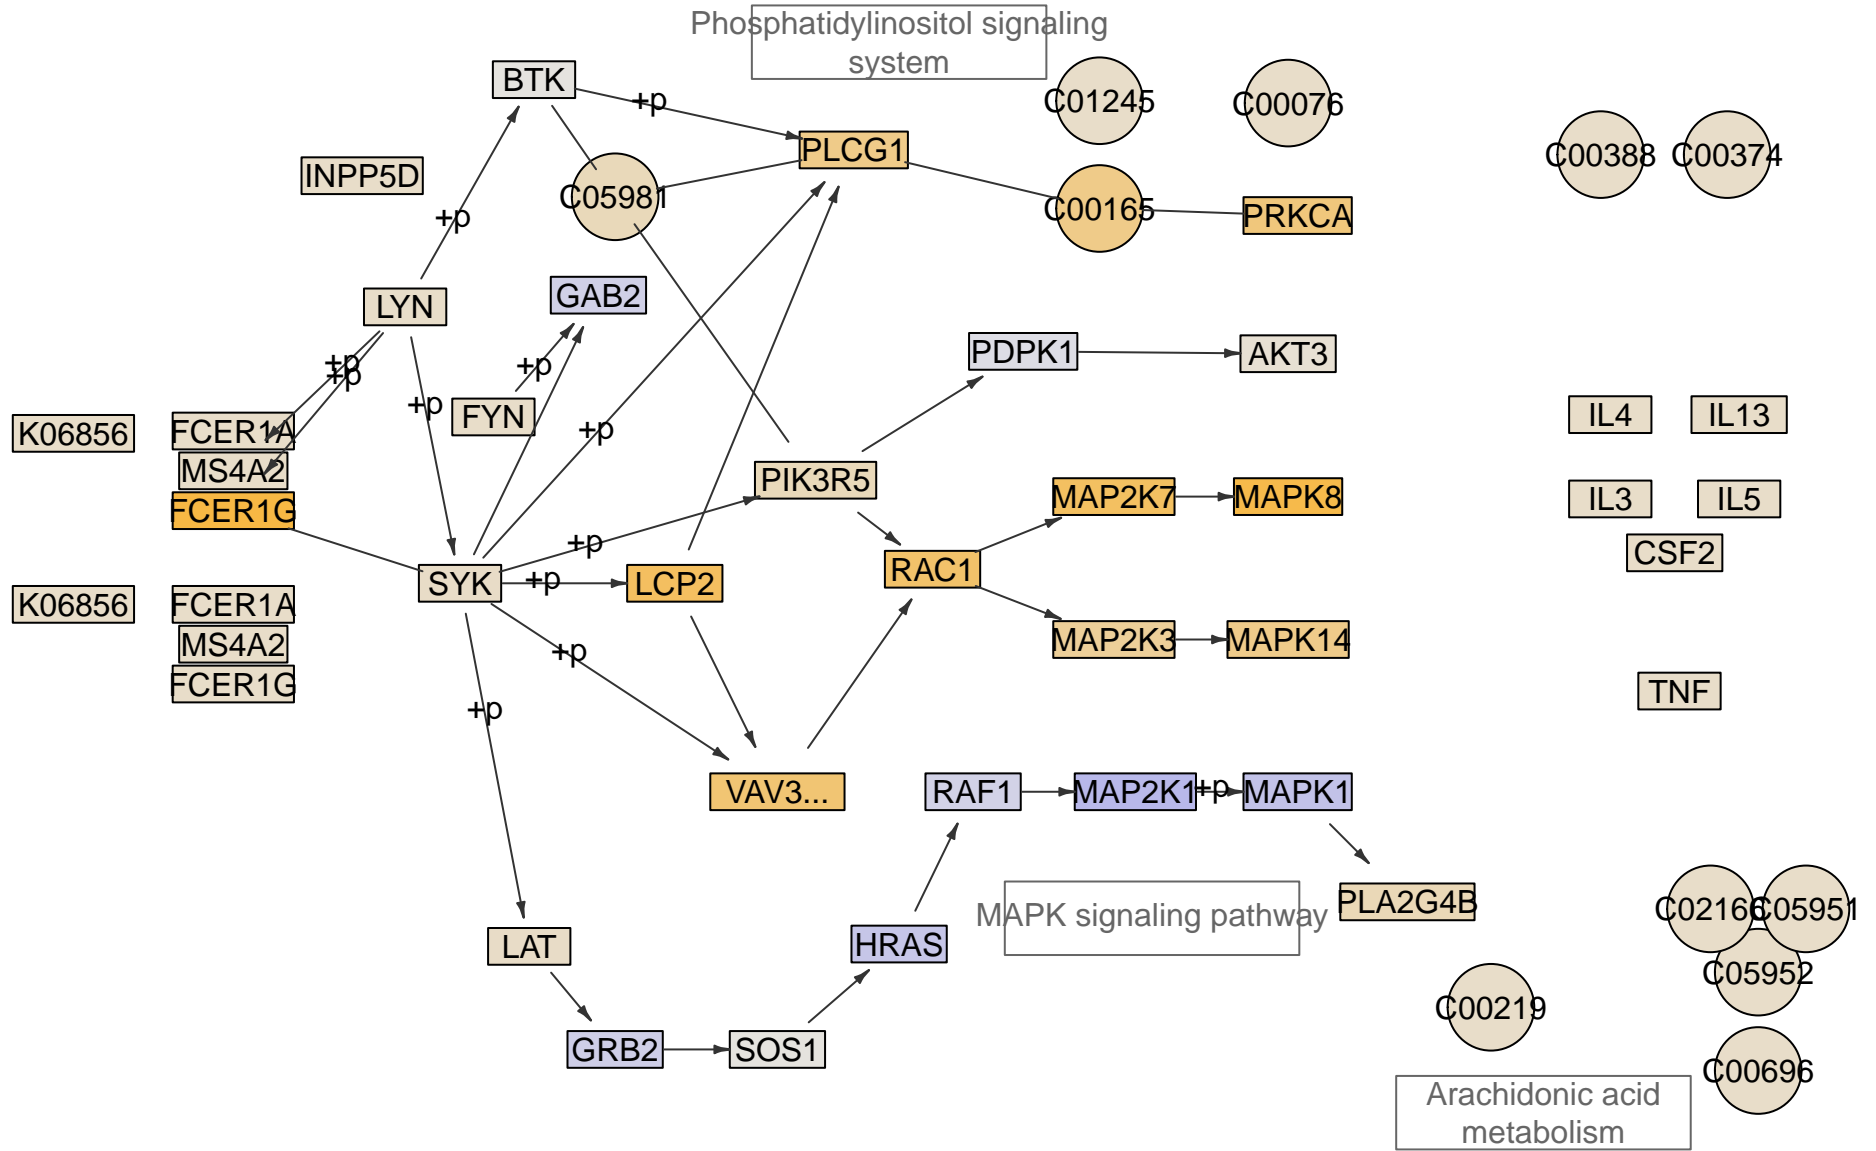 Phosphatidylinositol signaling
system
BTK
+p
C01245
C00076
PLCG1
C00388
C00374
INPP5D
C05981
+p
C00165
PRKCA
LYN
GAB2
PDPK1
AKT3
+p
+p
+p
+p
FYN
K06856
FCER1A
+p
IL4
IL13
MS4A2
PIK3R5
FCER1G
MAP2K7
MAPK8
IL3
IL5
+p
CSF2
SYK
+p
LCP2
RAC1
K06856
FCER1A
MS4A2
+p
MAP2K3
MAPK14
FCER1G
TNF
+p
VAV3...
RAF1
MAP2K1
+p
MAPK1
MAPK signaling pathway
PLA2G4B
C02166
C05951
LAT
HRAS
C05952
C00219
GRB2
SOS1
C00696
Arachidonic acid
metabolism